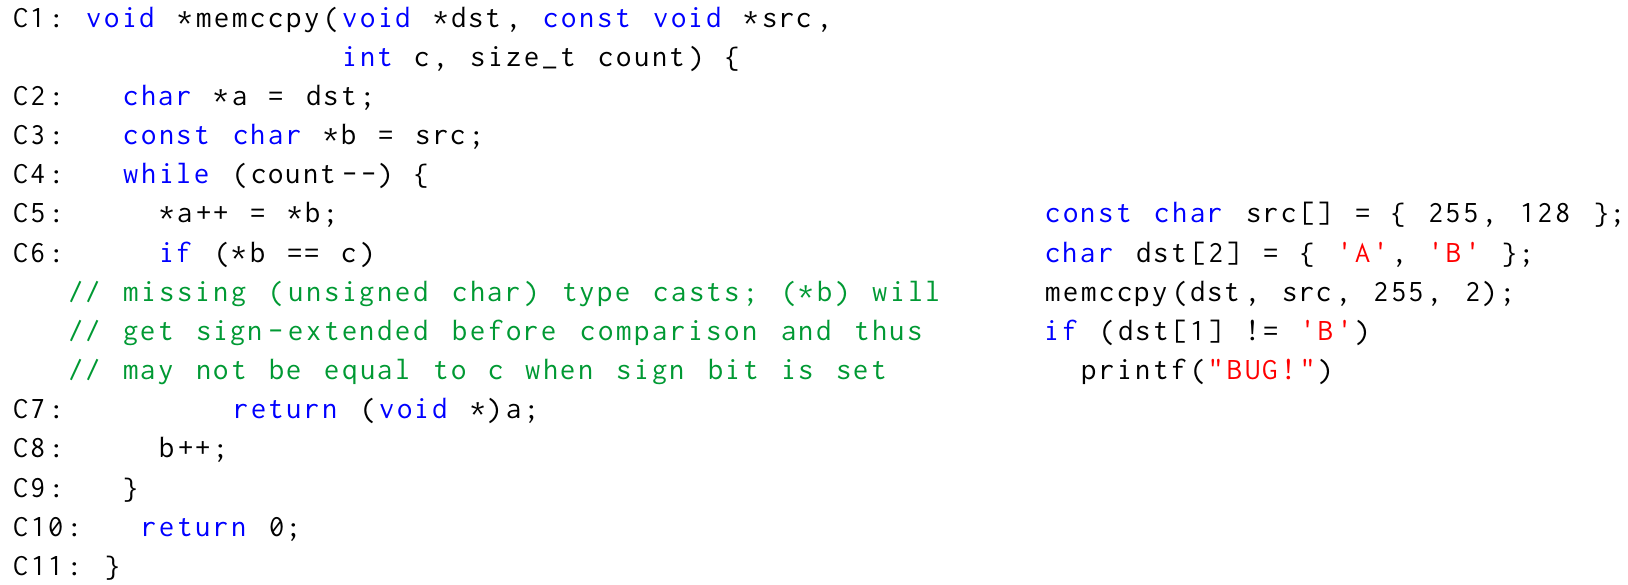 C1: void *memccpy(void *dst, const void *src,
                  int c, size_t count) {
C2:   char *a = dst;
C3:   const char *b = src;
C4:   while (count--) {
C5:     *a++ = *b;
C6:     if (*b == c)
   // missing (unsigned char) type casts; (*b) will
   // get sign-extended before comparison and thus
   // may not be equal to c when sign bit is set
C7:         return (void *)a;
C8:     b++;
C9:   }
C10:   return 0;
C11: }
const char src[] = { 255, 128 };
char dst[2] = { 'A', 'B' };
memccpy(dst, src, 255, 2);
if (dst[1] != 'B')
  printf("BUG!")